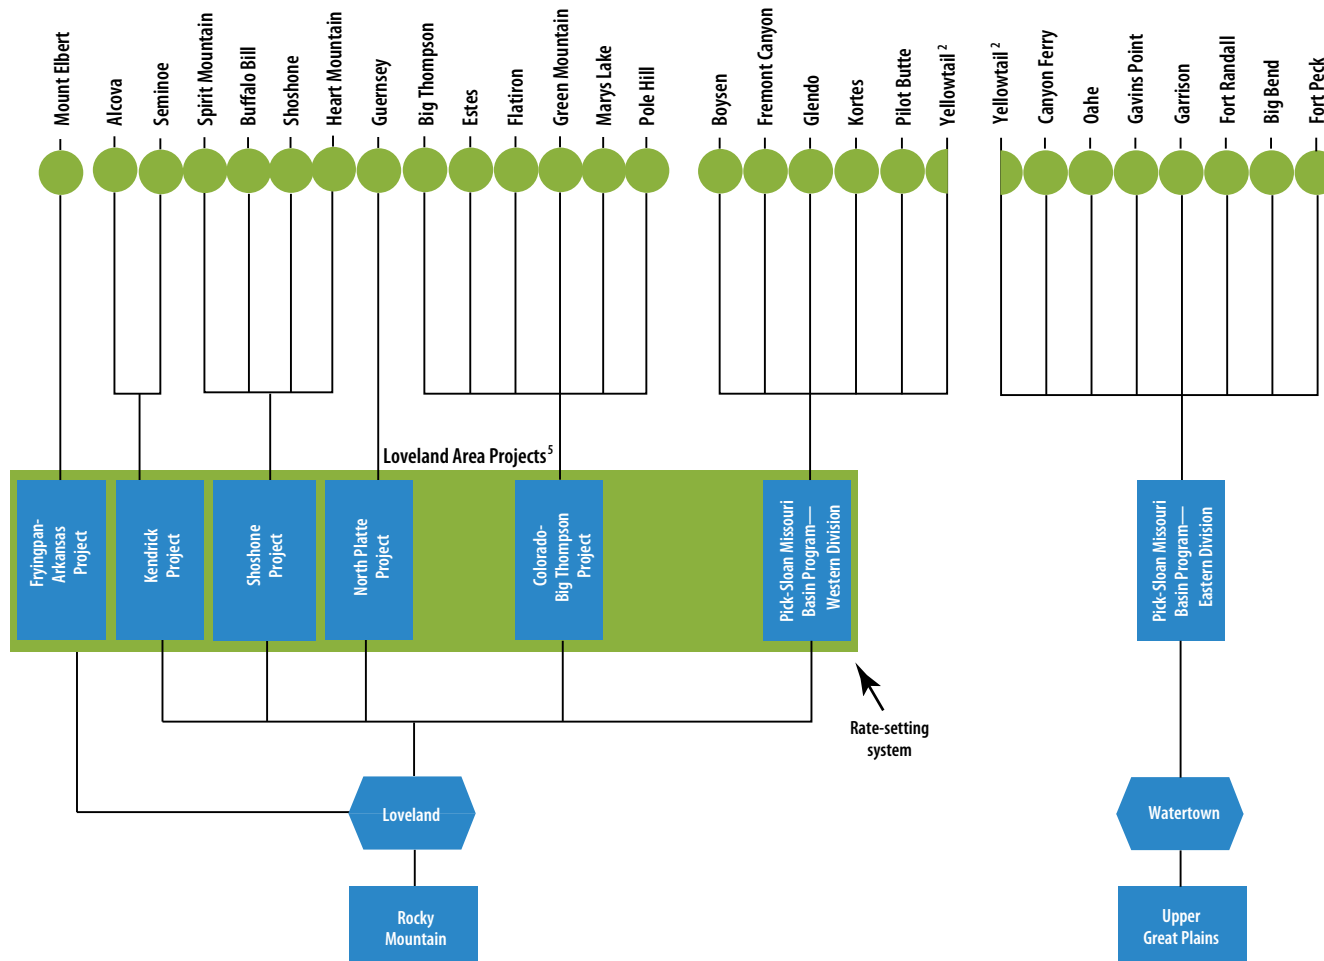 Mount Elbert
Alcova
Seminoe
Spirit Mountain
Buffalo Bill
Shoshone
Heart Mountain
Guernsey
Big Thompson
Estes
Flatiron
Green Mountain
Marys Lake
Pole Hill
Boysen
Fremont Canyon
Glendo
Kortes
Pilot Butte
Yellowtail 2
Yellowtail 2
Canyon Ferry
Oahe
Gavins Point
Garrison
Fort Randall
Big Bend
Fort Peck
Loveland Area Projects5
Fryingpan-
Arkansas
Project
Kendrick
Project
Shoshone
Project
North Platte
Project
Colorado-
Big Thompson
Project
Pick-Sloan Missouri
Basin Program—
Western Division
Pick-Sloan Missouri
Basin Program—
Eastern Division
Rate-setting
system
Loveland
Watertown
Rocky
Mountain
Upper
Great Plains